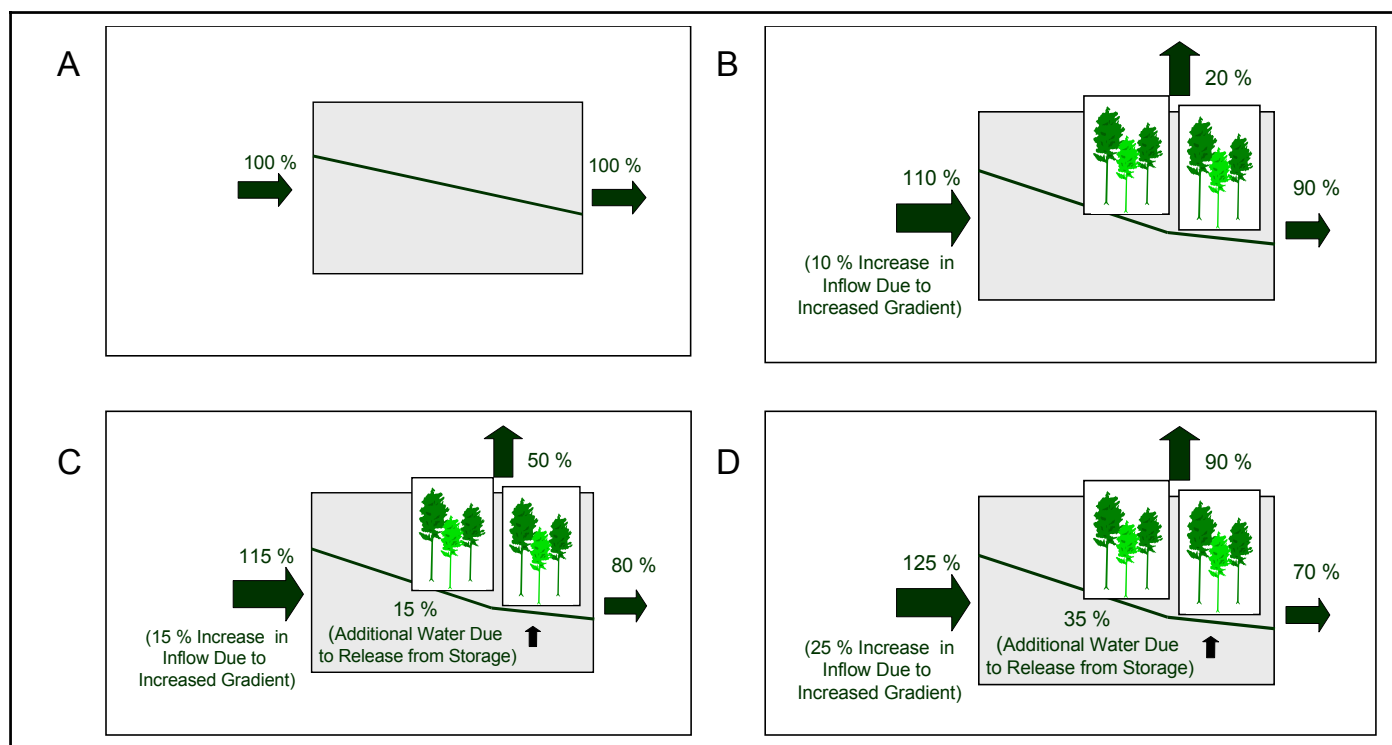 A
100 %
100 %
B
20 %
110 %
90 %
(10 % Increase in
Inflow Due to
Increased Gradient)
C
50 %
115 %
80 %
15 %
(Additional Water Due
to Release from Storage)
(15 % Increase in
Inflow Due to
Increased Gradient)
D
90 %
125 %
70 %
35 %
(Additional Water Due
to Release from Storage)
(25 % Increase in
Inflow Due to
Increased Gradient)